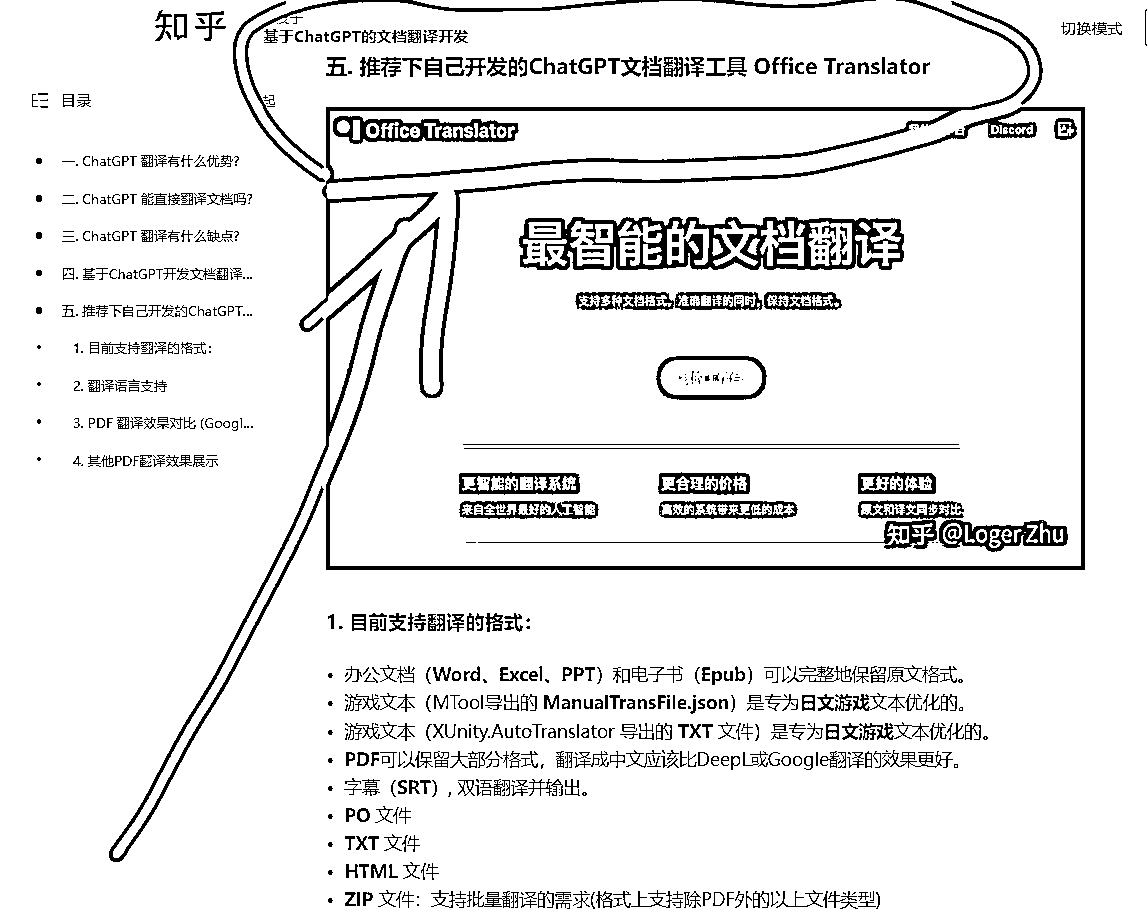 知乎
基于ChatGPT的文档翻译开发
切换模式
五. 推荐下自己开发的ChatGPT文档翻译工具 Office Translator
目录
起
一. ChatGPT 翻译有什么优势?
二. ChatGPT 能直接翻译文档吗?
三. ChatGPT 翻译有什么缺点?
四. 基于ChatGPT开发文档翻译...
五. 推荐下自己开发的ChatGPT...
1. 目前支持翻译的格式:
2. 翻译语言支持
3. PDF 翻译效果对比 (Googl...
4. 其他PDF翻译效果展示
Office Translator
Discord
最智能的文档翻译
支持多种文档格式。准确翻译的同时，保持文档格式。
更智能的翻译系统
来自全世界最好的人工智能
更合理的价格
高效的系统带来更低的成本
更好的体验
原文和译文同步对比
知乎 @Loger Zhu
1. 目前支持翻译的格式：
• 办公文档（Word、Excel、PPT）和电子书（Epub）可以完整地保留原文格式。
• 游戏文本（MTool导出的 ManualTransFile.json）是专为日文游戏文本优化的。
• 游戏文本（XUnity.AutoTranslator 导出的 TXT 文件）是专为日文游戏文本优化的。
• PDF可以保留大部分格式，翻译成中文应该比DeepL或Google翻译的效果更好。
• 字幕（SRT）, 双语翻译并输出。
• PO 文件
• TXT 文件
• HTML 文件
• ZIP 文件：支持批量翻译的需求(格式上支持除PDF外的以上文件类型)